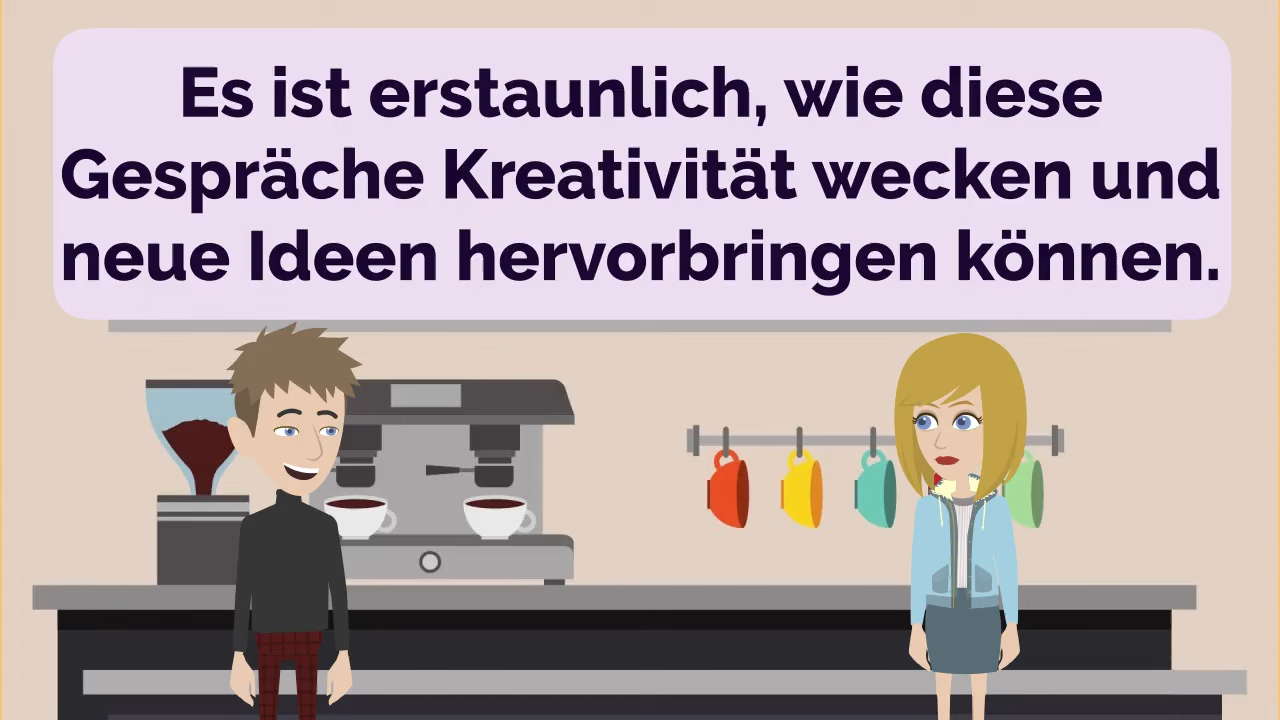 Es ist erstaunlich, wie diese
Gespräche Kreativität wecken und
neue Ideen hervorbringen können.